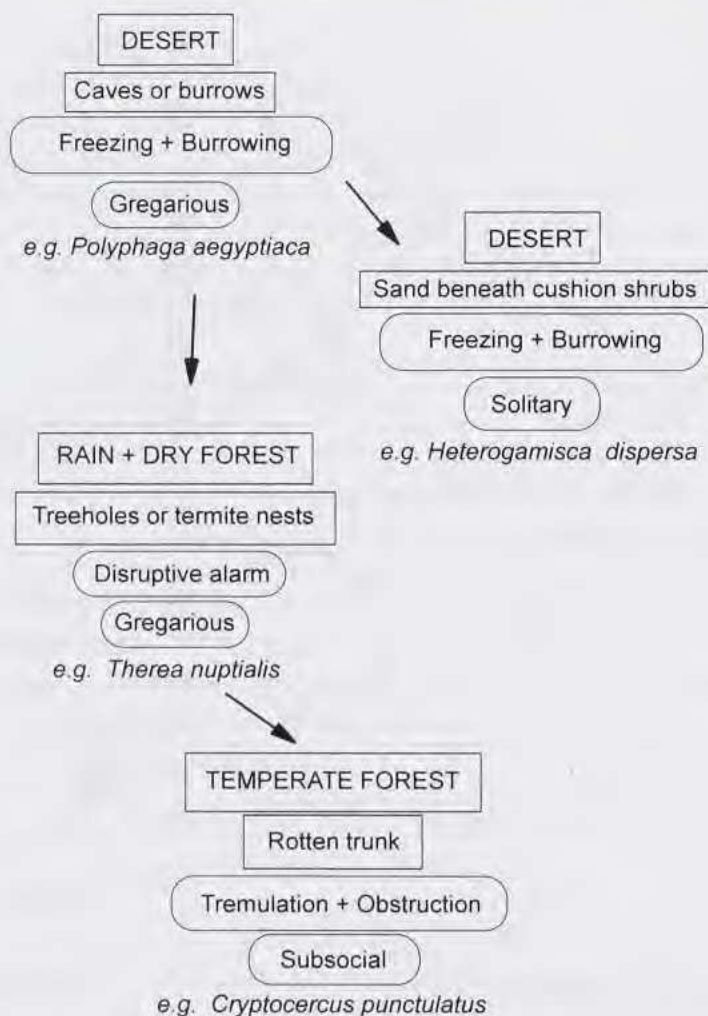 DESERT
Caves or burrows
Freezing + Burrowing
Gregarious
e.g. Polyphaga aegyptiaca
DESERT
Sand beneath cushion shrubs
Freezing + Burrowing
Solitary
e.g. Heterogamisca dispersa
RAIN + DRY FOREST
Treeholes or termite nests
Disruptive alarm
Gregarious
e.g. Therea nuptialis
TEMPERATE FOREST
Rotten trunk
Tremulation + Obstruction
Subsocial
e.g. Cryptocercus punctulatus